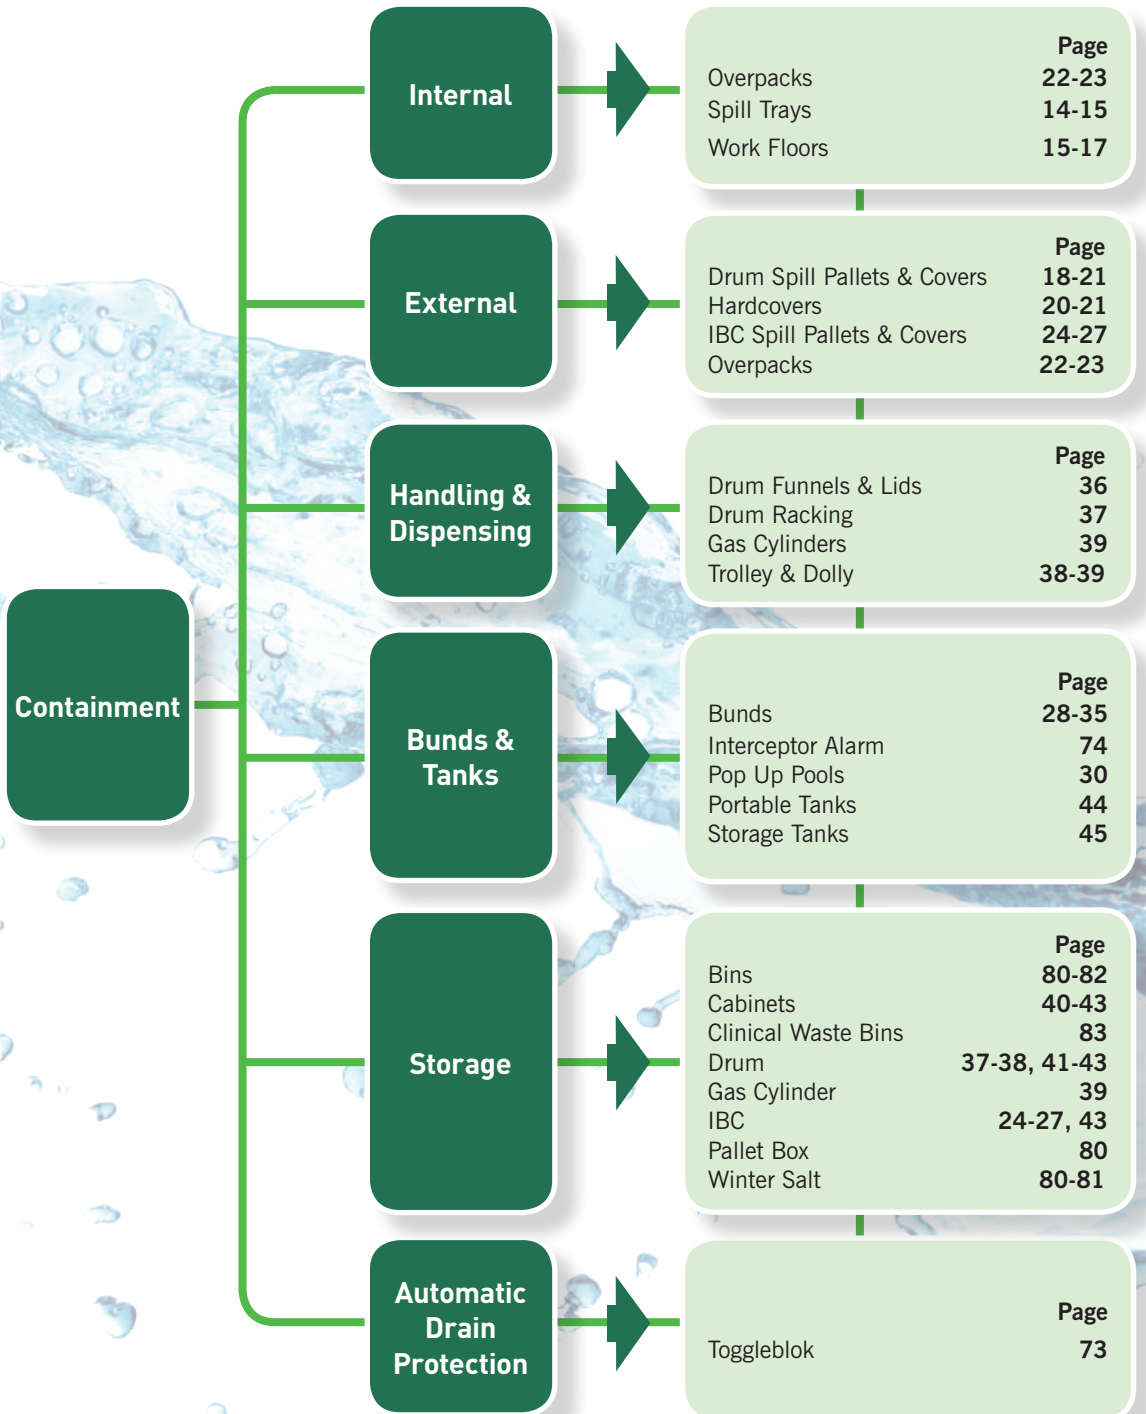 Containment
Internal
Page
Overpacks 22-23
Spill Trays 14-15
Work Floors 15-17
External
Page
Drum Spill Pallets & Covers 18-21
Hardcovers 20-21
IBC Spill Pallets & Covers 24-27
Overpacks 22-23
Handling &
Dispensing
Page
Drum Funnels & Lids 36
Drum Racking 37
Gas Cylinders 39
Trolley & Dolly 38-39
Bunds &
Tanks
Page
Bunds 28-35
Interceptor Alarm 74
Pop Up Pools 30
Portable Tanks 44
Storage Tanks 45
Storage
Page
Bins 80-82
Cabinets 40-43
Clinical Waste Bins 83
Drum 37-38, 41-43
Gas Cylinder 39
IBC 24-27, 43
Pallet Box 80
Winter Salt 80-81
Automatic
Drain
Protection
Page
Toggleblok 73